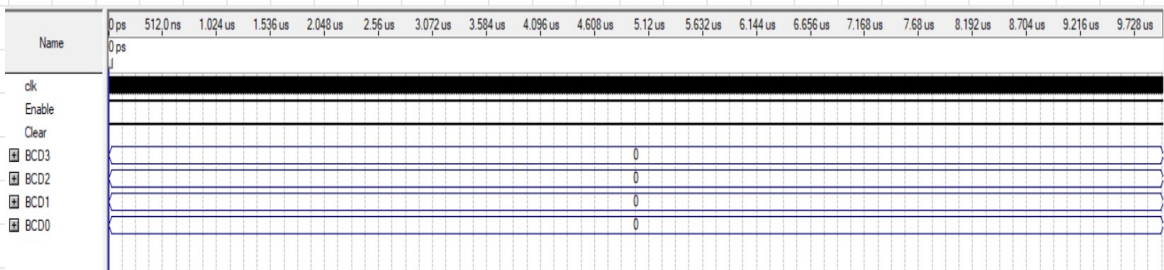 Name
0 ps 512.0 ns 1.024 us 1.536 us 2.048 us 2.56 us 3.072 us 3.584 us 4.096 us 4.608 us 5.12 us 5.632 us 6.144 us 6.656 us 7.168 us 7.68 us 8.192 us 8.704 us 9.216 us 9.728 us
0 ps
clk
Enable
Clear
BCD3 0
BCD2 0
BCD1 0
BCD0 0